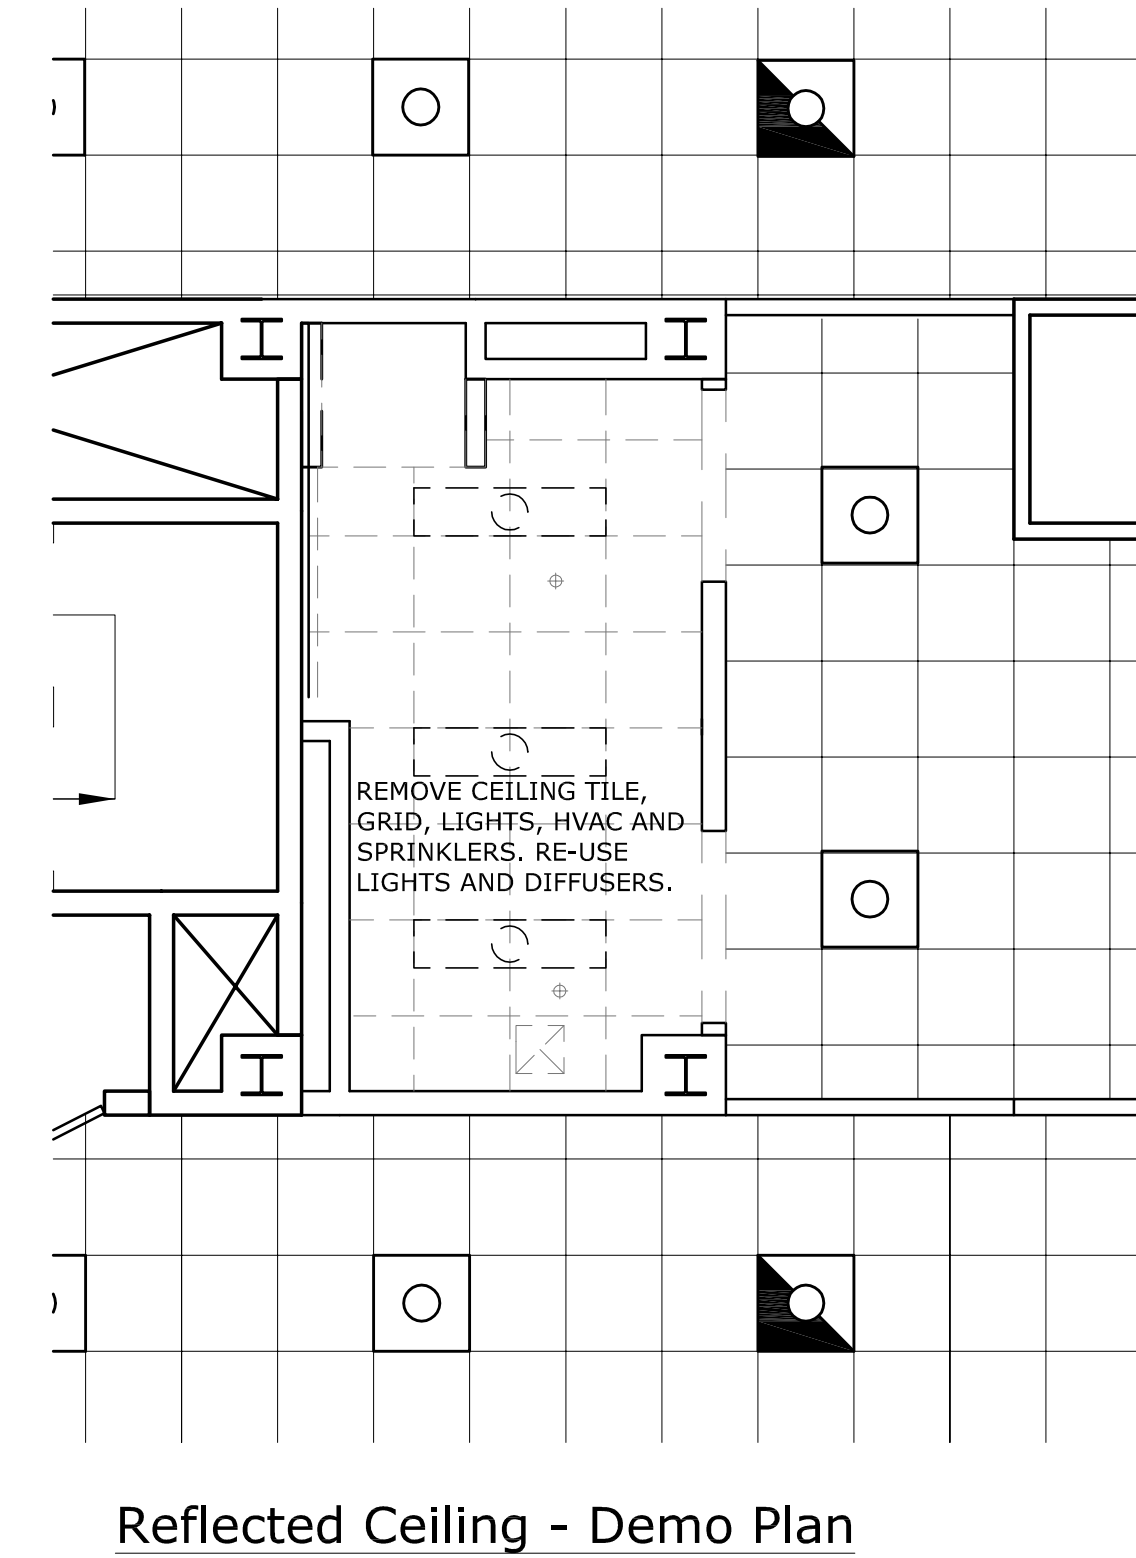 REMOVE CEILING TILE,
GRID, LIGHTS, HVAC AND
SPRINKLERS. RE-USE
LIGHTS AND DIFFUSERS.
Reflected Ceiling - Demo Plan